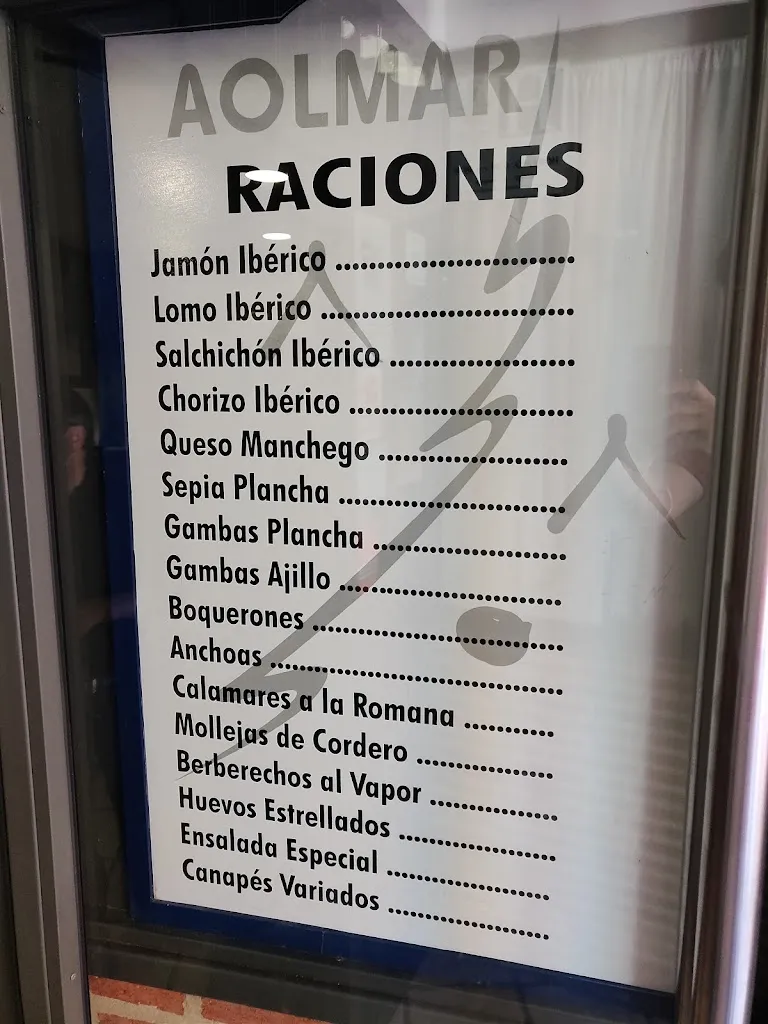 AOLMAR
RACIONES
Jamón Ibérico ..............................
Lomo Ibérico ..............................
Salchichón Ibérico ......................
Chorizo Ibérico ...........................
Queso Manchego .......................
Sepia Plancha ...........................
Gambas Plancha .......................
Gambas Ajillo ...........................
Boquerones ..............................
Anchoas ...................................
Calamares a la Romana ...........
Mollejas de Cordero ................
Berberechos al Vapor ...............
Huevos Estrellados ...................
Ensalada Especial ....................
Canapés Variados ....................